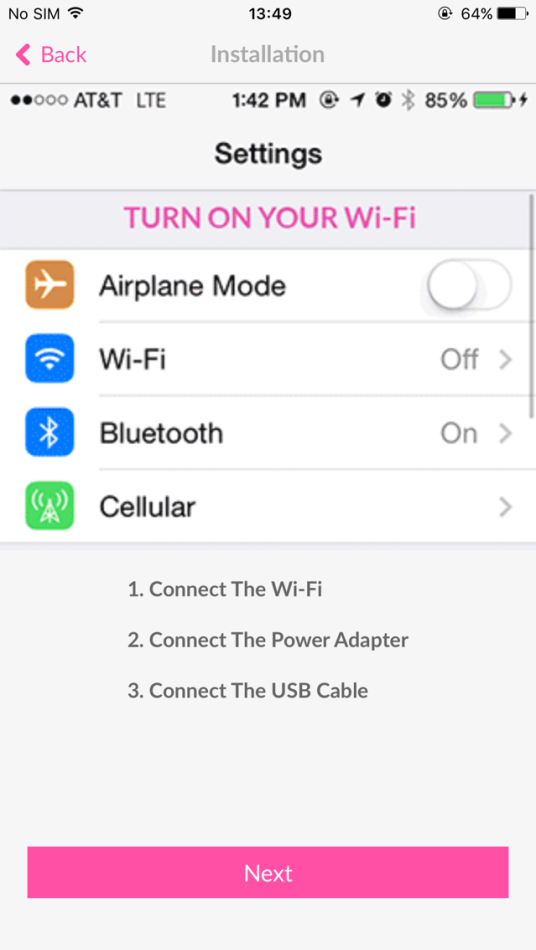 No SIM 13:49 64%
Back Installation
AT&T LTE 1:42 PM 85%
Settings
TURN ON YOUR Wi-Fi
Airplane Mode
Wi-Fi Off
Bluetooth On
Cellular
1. Connect The Wi-Fi
2. Connect The Power Adapter
3. Connect The USB Cable
Next